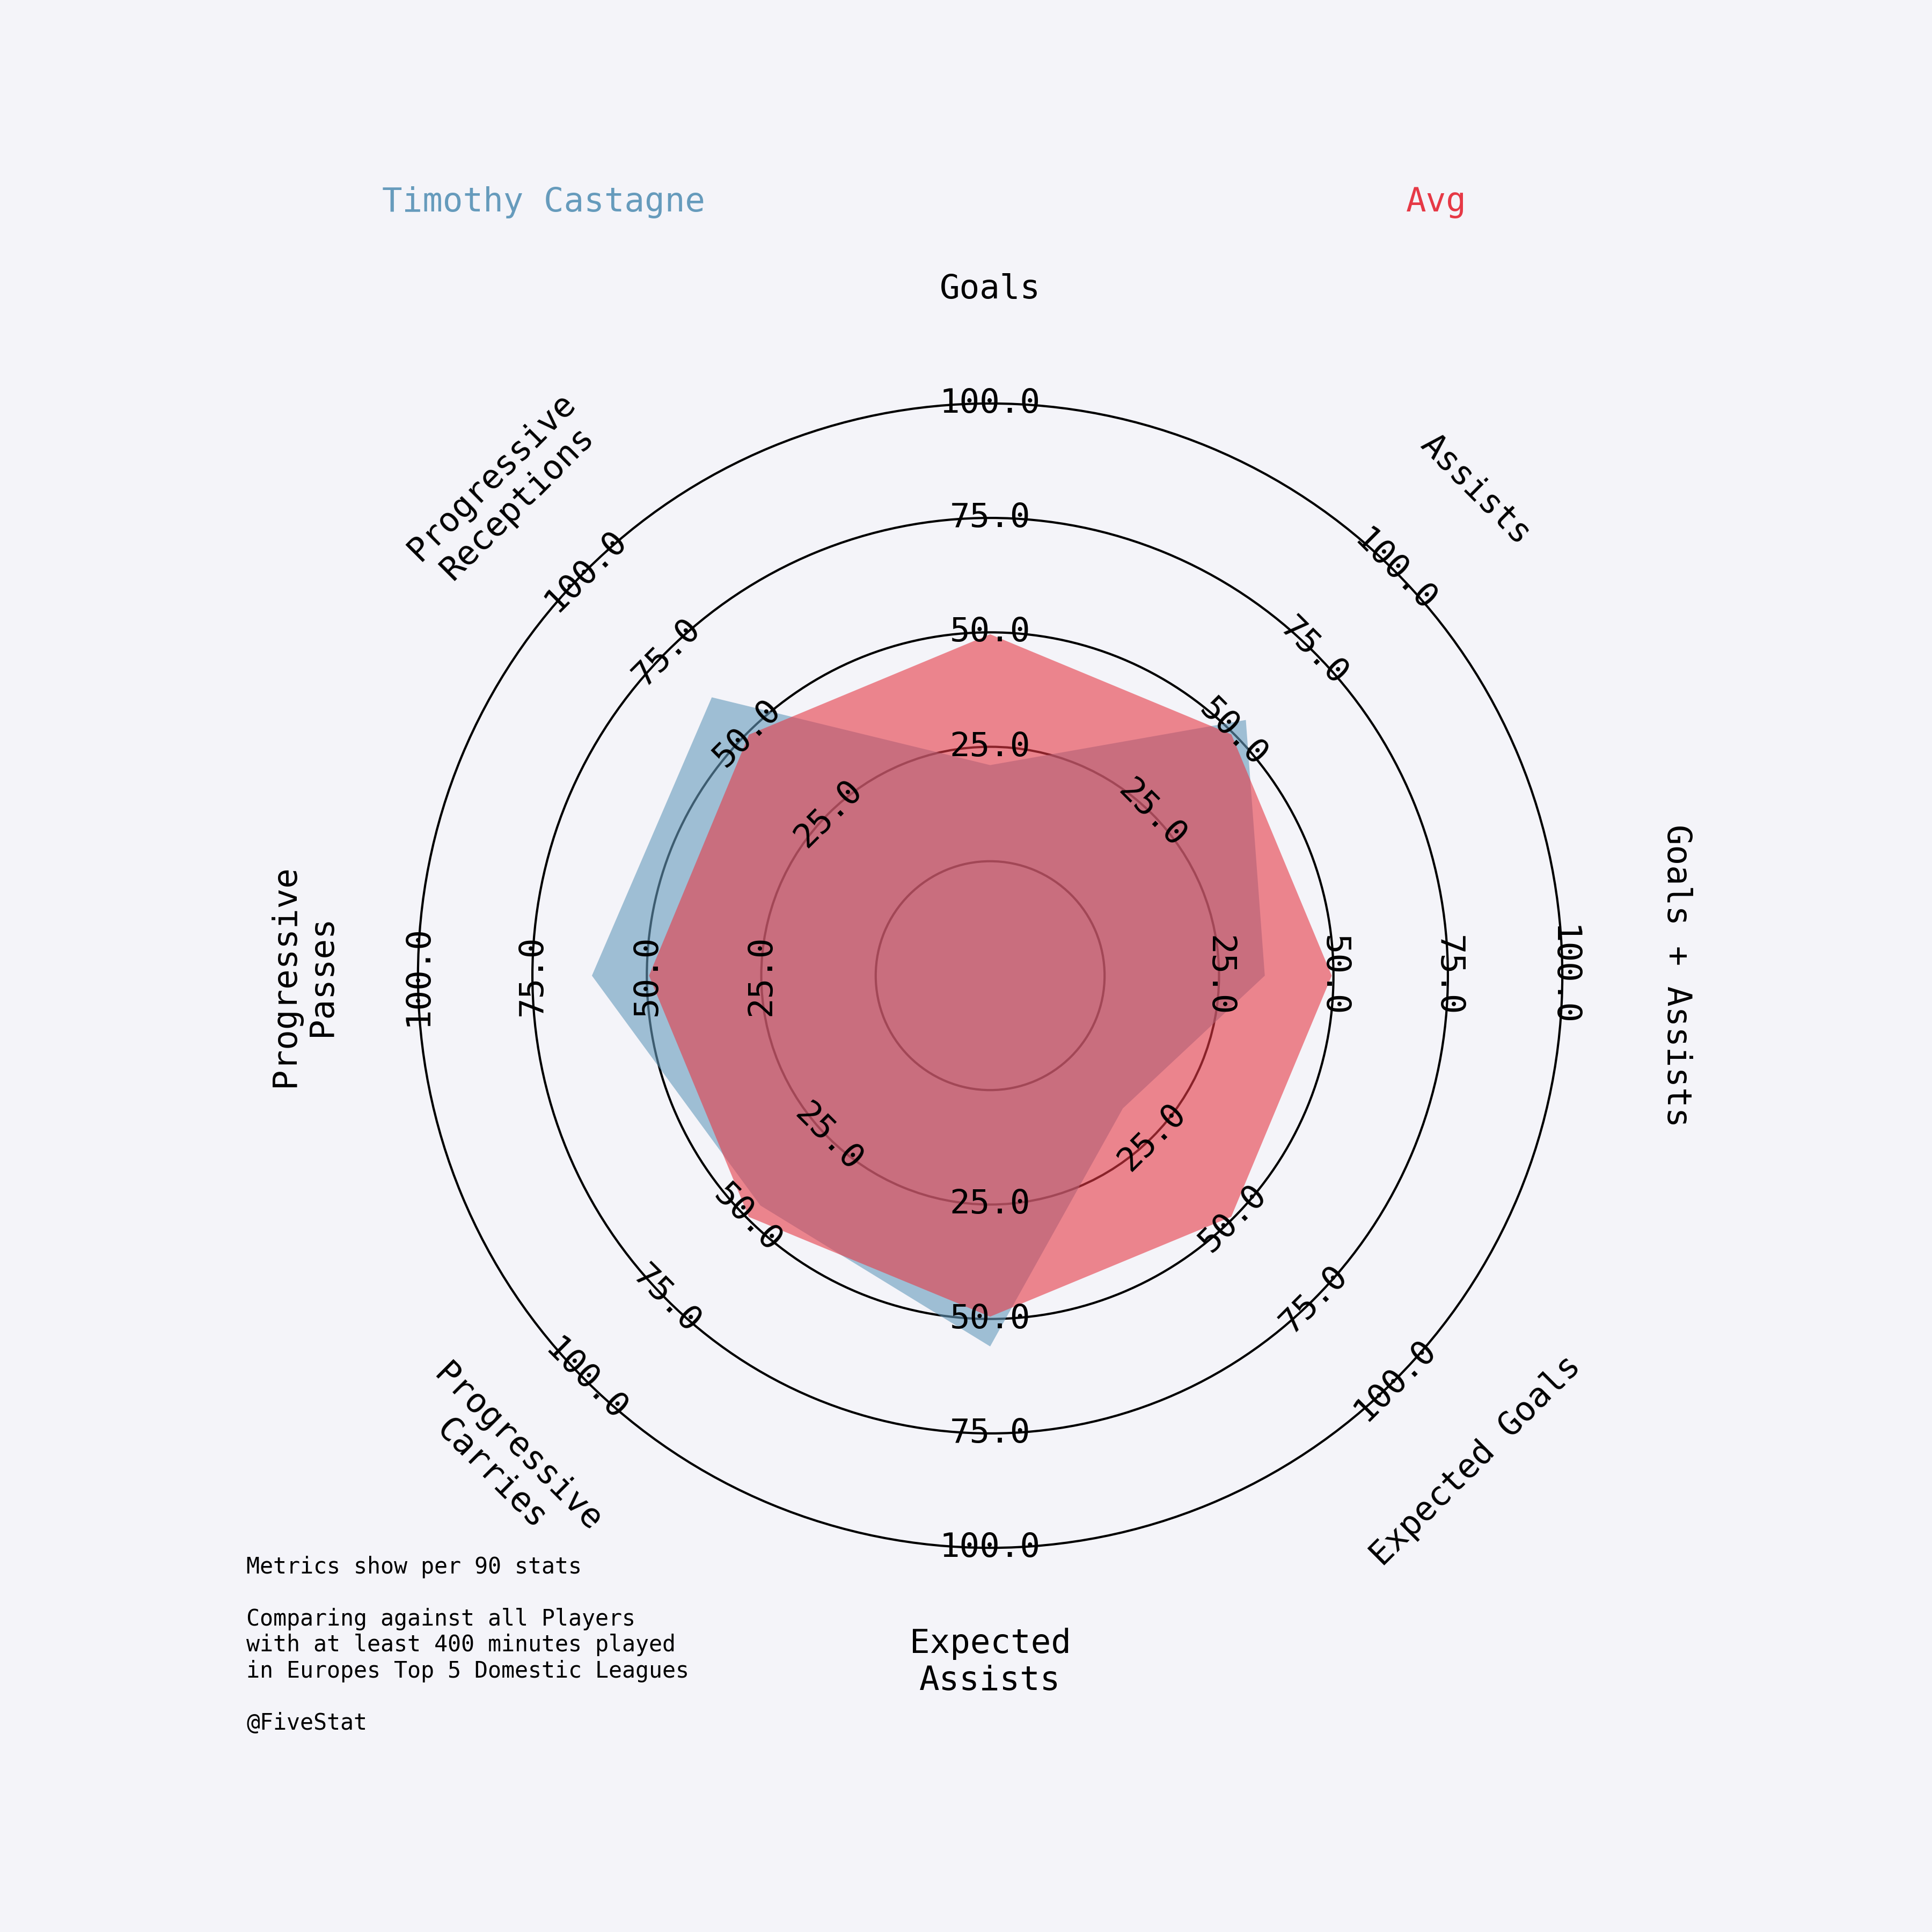 Timothy Castagne
Avg
Goals
Assists
Goals + Assists
Expected Goals
Expected
Assists
Progressive
Carries
Progressive
Passes
Progressive
Receptions
25.0
50.0
75.0
100.0
25.0
50.0
75.0
100.0
25.0
50.0
75.0
100.0
25.0
50.0
75.0
100.0
25.0
50.0
75.0
100.0
25.0
50.0
75.0
100.0
25.0
50.0
75.0
100.0
25.0
50.0
75.0
100.0
Metrics show per 90 stats
Comparing against all Players
with at least 400 minutes played
in Europes Top 5 Domestic Leagues
@FiveStat